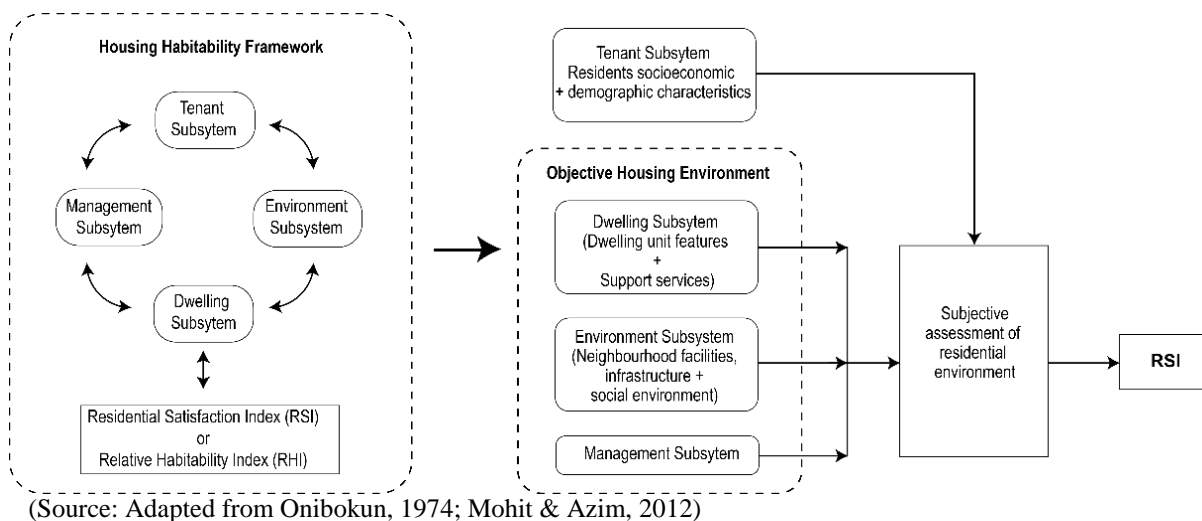 Housing Habitability Framework
Tenant
Subsytem
Management
Subsytem
Environment
Subsystem
Dwelling
Subsytem
Residential Satisfaction Index (RSI)
or
Relative Habitability Index (RHI)
Tenant Subsytem
Residents socioeconomic
+ demographic characteristics
Objective Housing Environment
Dwelling Subsytem
(Dwelling unit features
+
Support services)
Environment Subsystem
(Neighbourhood facilities,
infrastructure +
social environment)
Management Subsytem
Subjective
assessment of
residential
environment
RSI
(Source: Adapted from Onibokun, 1974; Mohit & Azim, 2012)